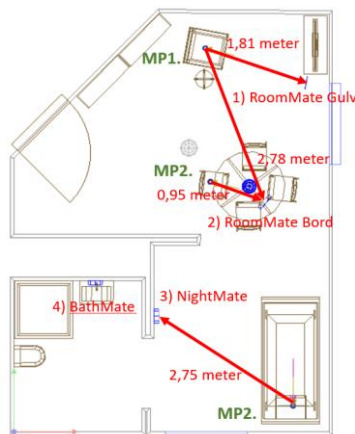 1,81 meter
MP1.
1) RoomMate Gulv
MP2.
2,78 meter
0,95 meter
2) RoomMate Bord
3) NightMate
4) BathMate
2,75 meter
MP2.